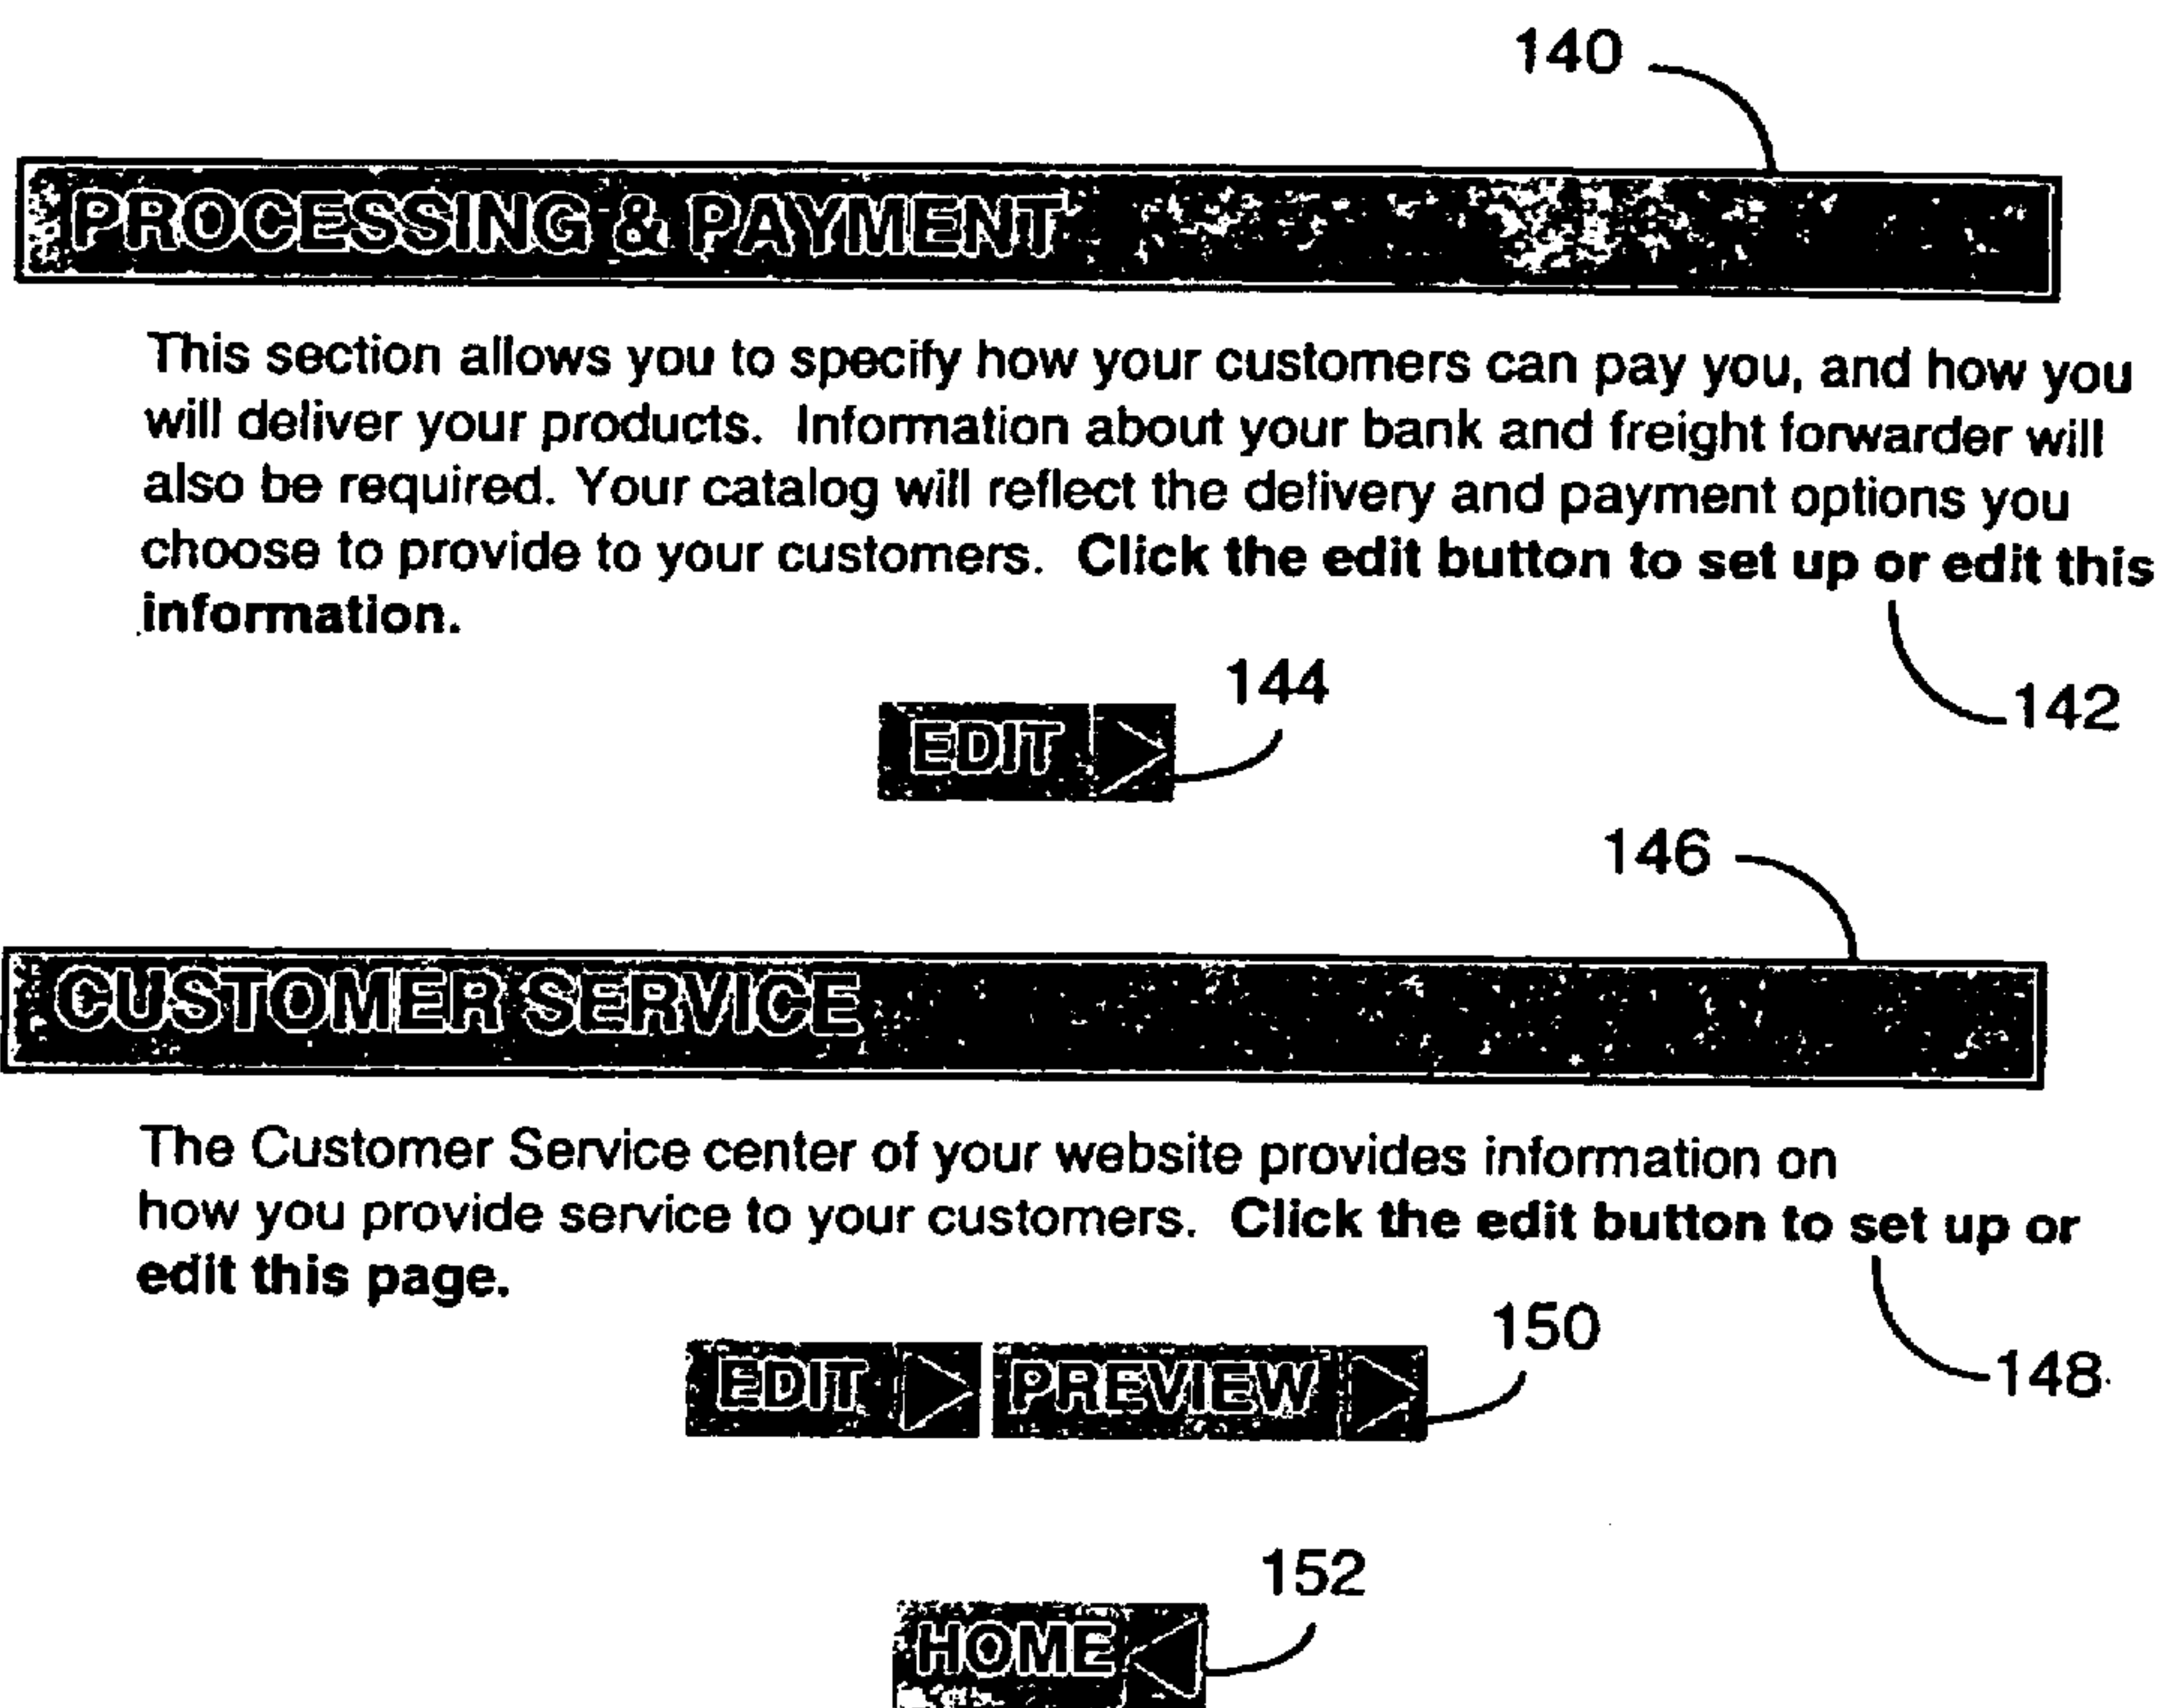 140
PROCESSING & PAYMENT
This section allows you to specify how your customers can pay you, and how you
will deliver your products. Information about your bank and freight forwarder will
also be required. Your catalog will reflect the delivery and payment options you
choose to provide to your customers. Click the edit button to set up or edit this
information.
144
142
EDIT
146
CUSTOMER SERVICE
The Customer Service center of your website provides information on
how you provide service to your customers. Click the edit button to set up or
edit this page.
150
148
EDIT PREVIEW
152
HOME